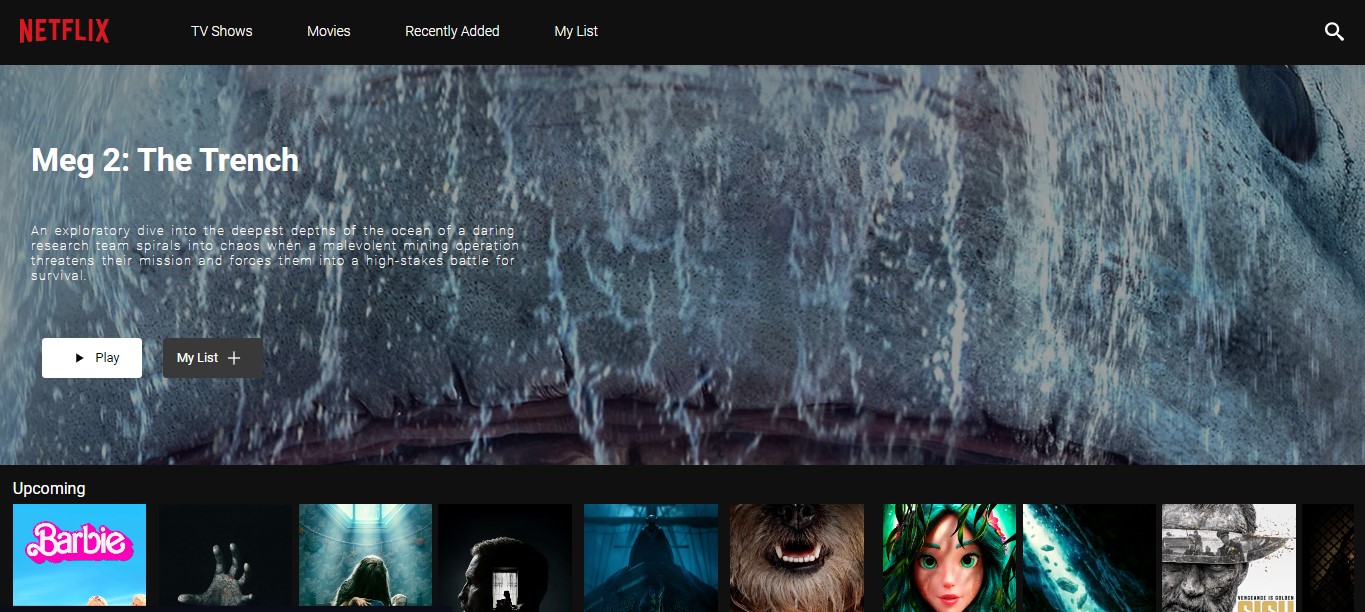 NETFLIX
TV Shows
Movies
Recently Added
My List
Meg 2: The Trench
An exploratory dive into the deepest depths of the ocean of a daring
research team spirals into chaos when a malevolent mining operation
threatens their mission and forces them into a high-stakes battle for
survival.
Play
My List
Upcoming
Barbie
VENGEANCE IS GOLDEN
SISU